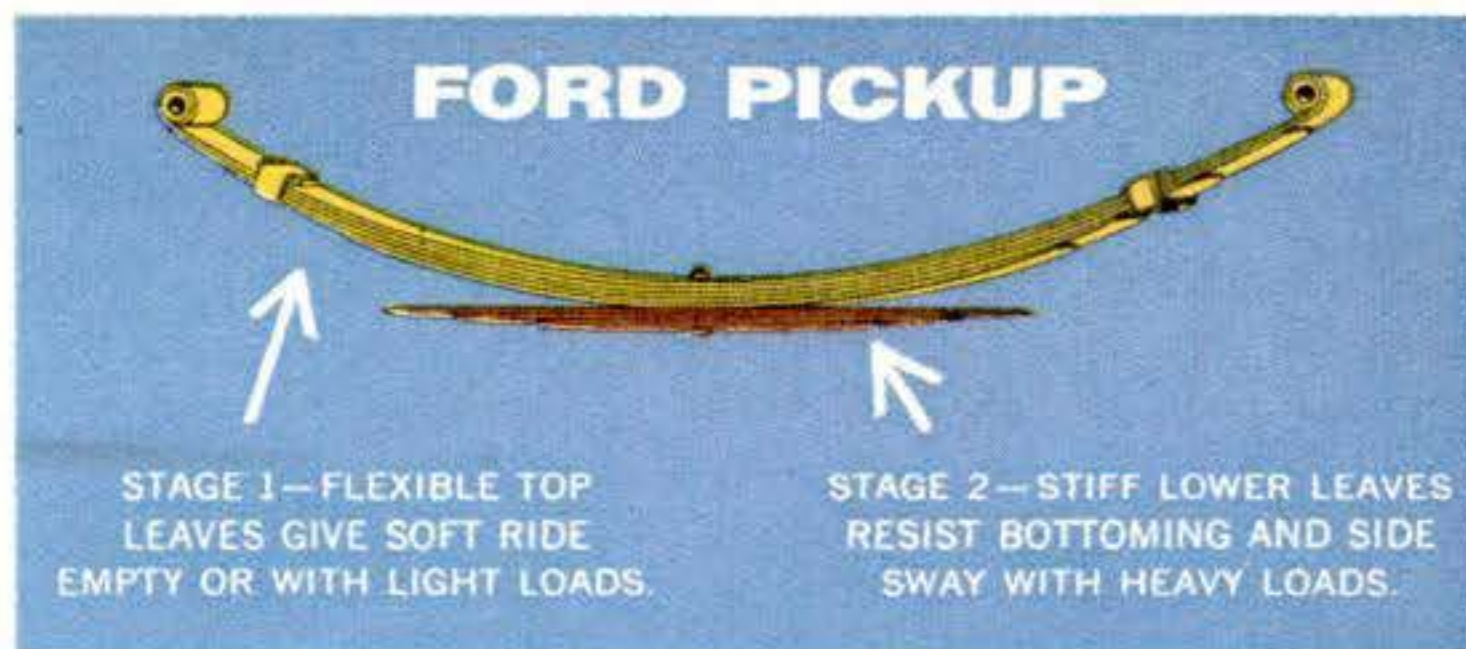 FORD PICKUP
STAGE 1—FLEXIBLE TOP
LEAVES GIVE SOFT RIDE
EMPTY OR WITH LIGHT LOADS.
STAGE 2—STIFF LOWER LEAVES
RESIST BOTTOMING AND SIDE
SWAY WITH HEAVY LOADS.